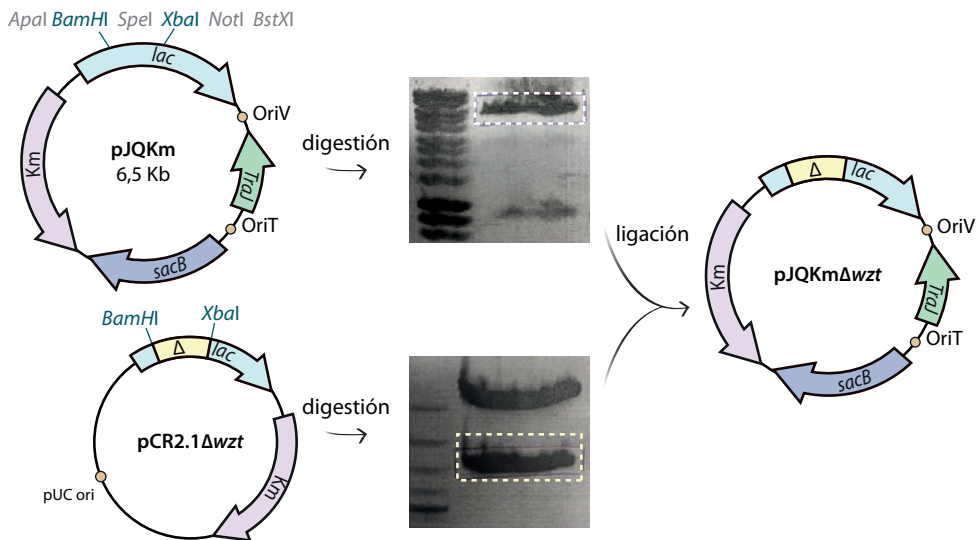 ApaI BamHI SpeI XbaI NotI BstXI
lac
OriV
Km
pJQKm
6,5 Kb
TraJ
OriT
sacB
digestión
BamHI
XbaI
Δ
lac
pCR2.1Δwzt
Km
pUC ori
digestión
ligación
Δ
lac
OriV
Km
pJQKmΔwzt
TraJ
OriT
sacB